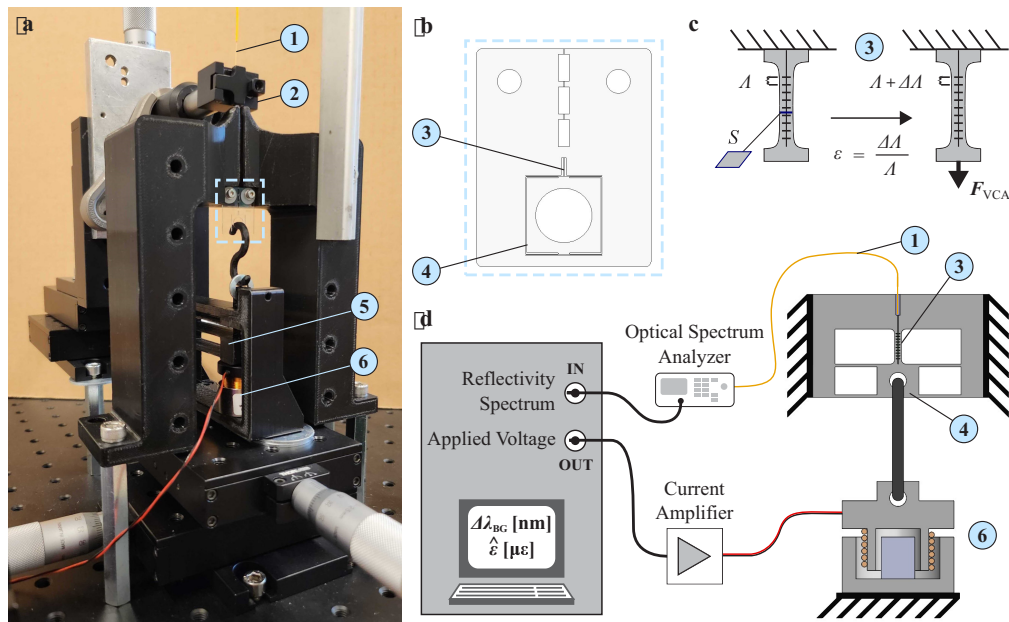 a
1
2
5
6
b
3
4
c
3
Λ
Λ + ΔΛ
S
ε = ΔΛ / Λ
F_VCA
d
Optical Spectrum
Analyzer
IN
Reflectivity
Spectrum
Applied Voltage
OUT
Current
Amplifier
Δλ_BG [nm]
ε̂ [με]
1
3
4
6